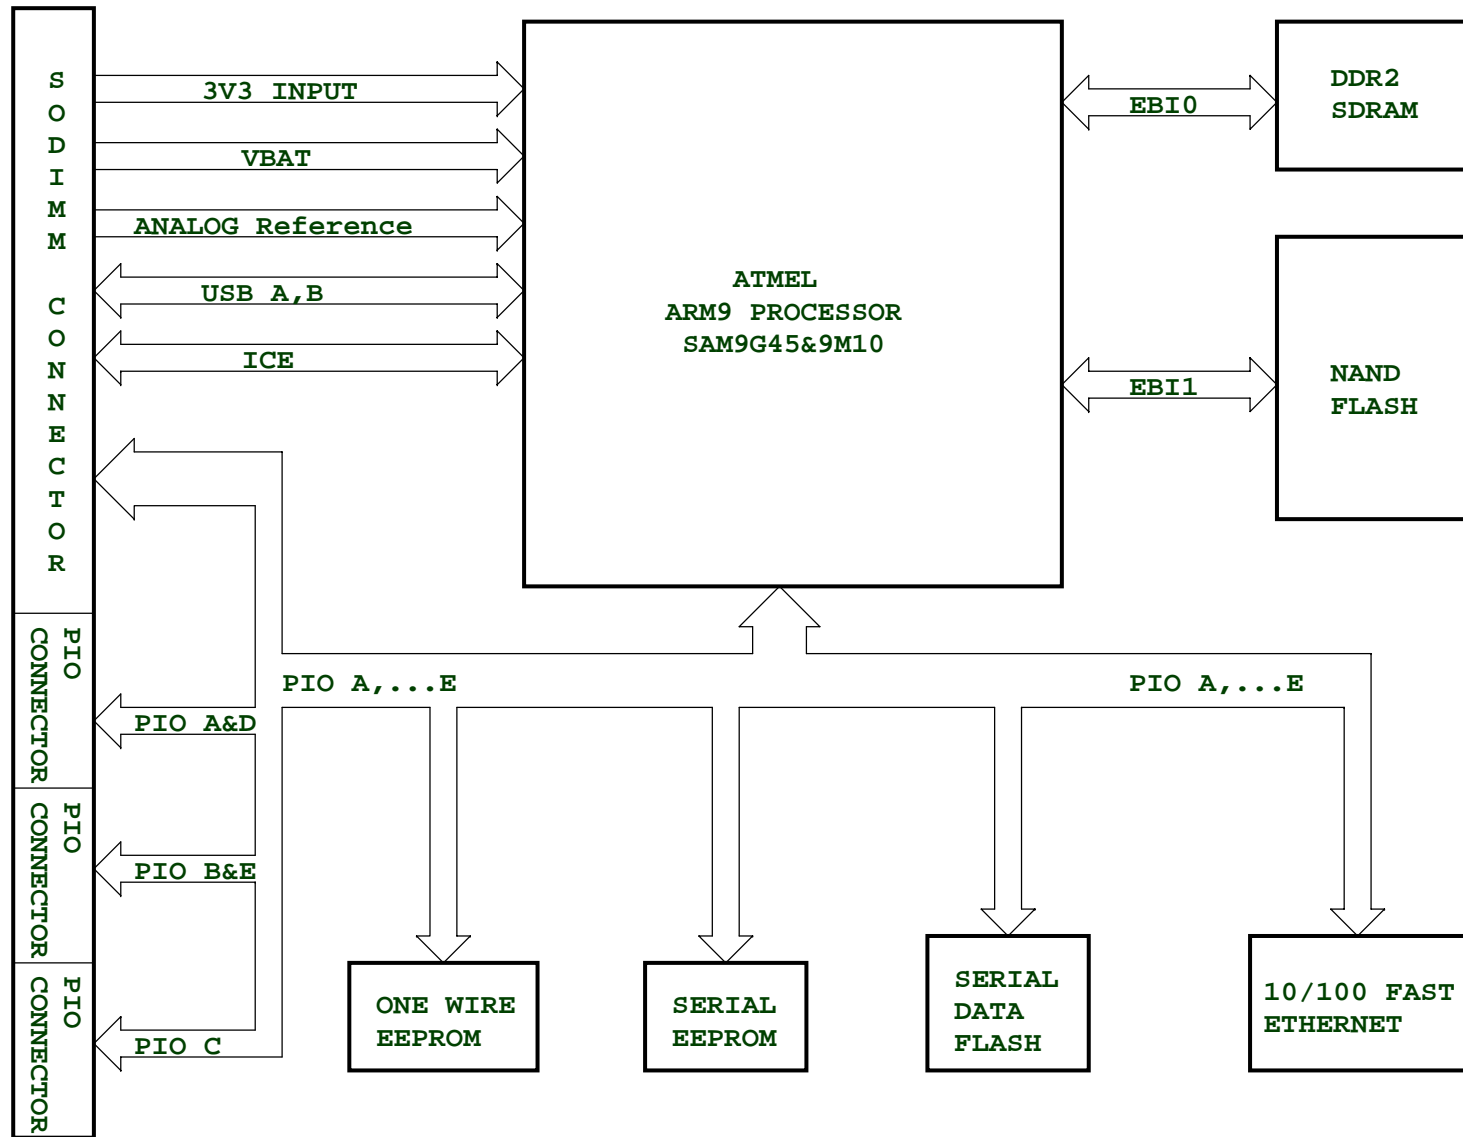 SODIMM CONNECTOR
3V3 INPUT
VBAT
ANALOG Reference
USB A,B
ICE
ATMEL
ARM9 PROCESSOR
SAM9G45&9M10
EBI0
DDR2
SDRAM
EBI1
NAND
FLASH
PIO
CONNECTOR
PIO
CONNECTOR
PIO
CONNECTOR
PIO A,...E
PIO A,...E
PIO A&D
PIO B&E
PIO C
ONE WIRE
EEPROM
SERIAL
EEPROM
SERIAL
DATA
FLASH
10/100 FAST
ETHERNET